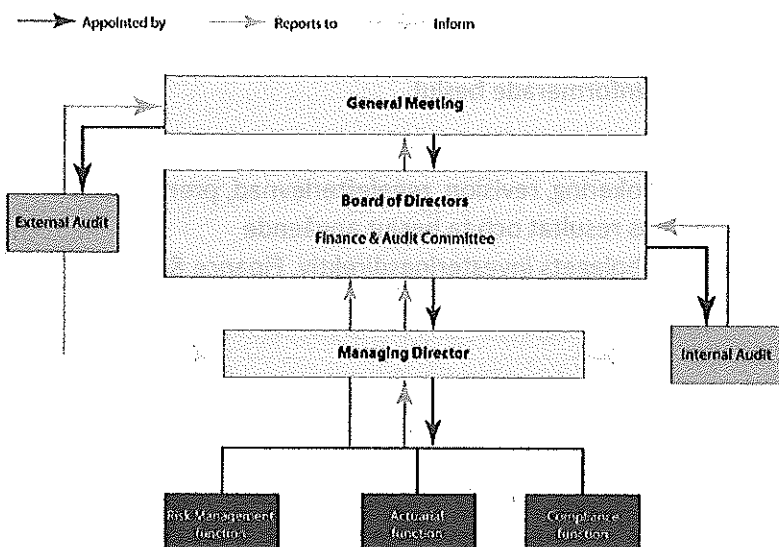 Appointed by Reports to Inform
General Meeting
Board of Directors
External Audit
Finance & Audit Committee
Managing Director
Internal Audit
Risk Management
function
Actuarial
function
Compliance
function